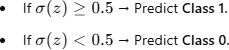 • If σ(z) ≥ 0.5 → Predict Class 1.
• If σ(z) < 0.5 → Predict Class 0.